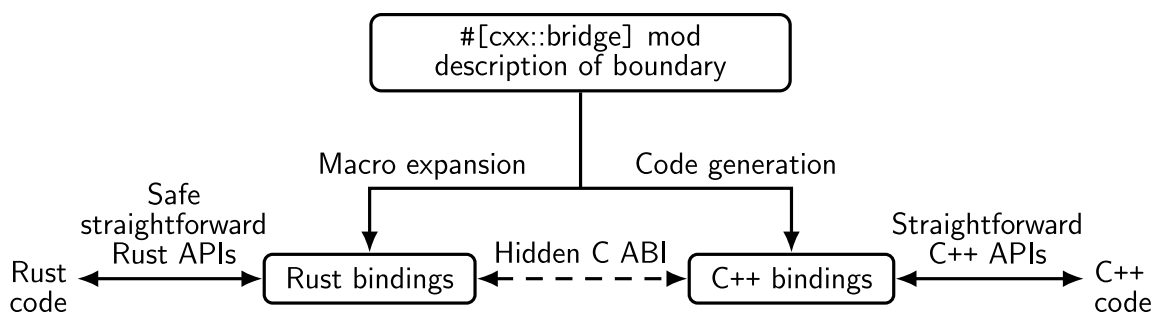 #[cxx::bridge] mod
description of boundary
Macro expansion
Code generation
Safe
straightforward
Rust APIs
Straightforward
C++ APIs
Rust
code
Rust bindings
Hidden C ABI
C++ bindings
C++
code